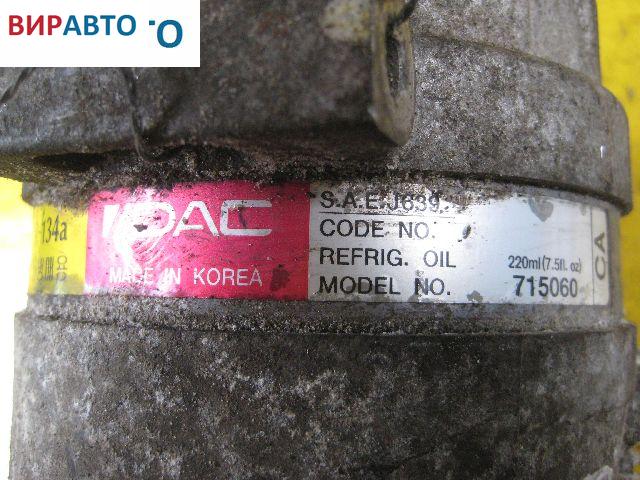 ВИРАВТО
134a
DAC
MADE IN KOREA
S.A.E.J639
CODE NO.
REFRIG. OIL 220ml(7.5fl. oz)
MODEL NO. 715060
CA